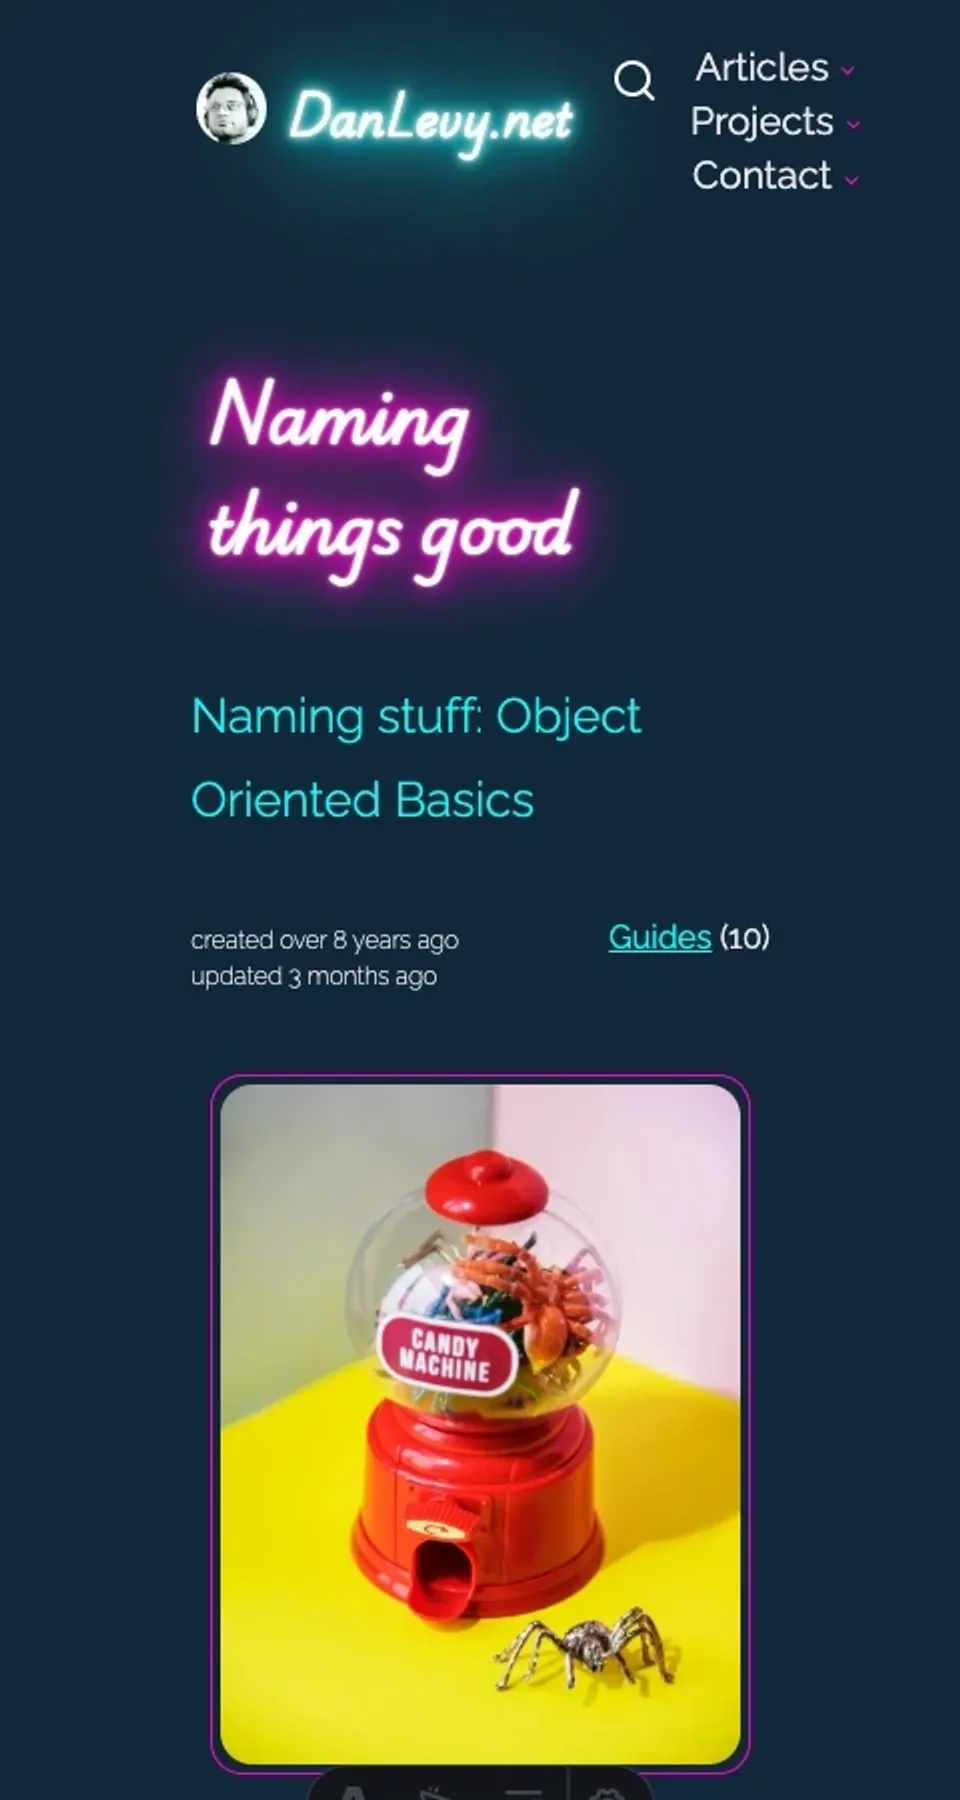 DanLevy.net
Articles
Projects
Contact
Naming
things good
Naming stuff: Object
Oriented Basics
created over 8 years ago
updated 3 months ago
Guides (10)
CANDY
MACHINE